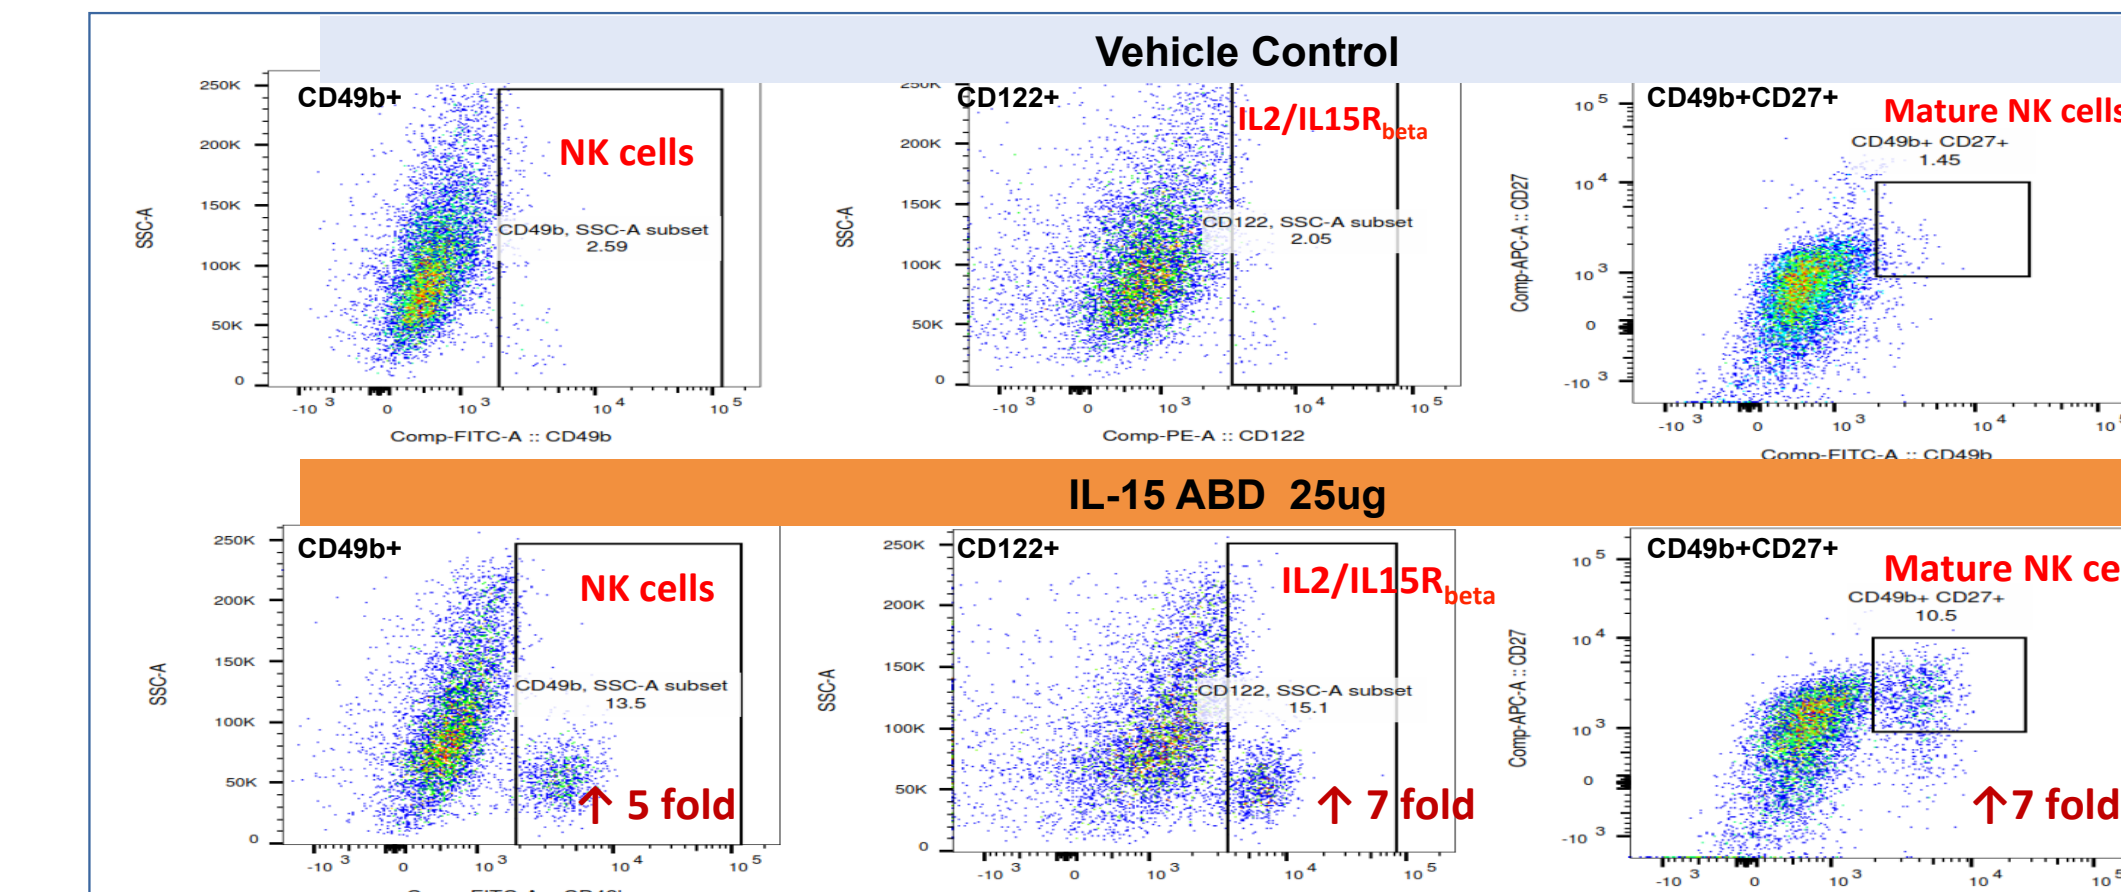 Vehicle Control
CD49b+
NK cells
CD49b, SSC-A subset
2.59
250K
200K
150K
100K
50K
0
SSC-A
-10 3 0 10 3 10 4 10 5
Comp-FITC-A :: CD49b
CD122+
IL2/IL15Rbeta
CD122, SSC-A subset
2.05
250K
200K
150K
100K
50K
0
SSC-A
-10 3 0 10 3 10 4 10 5
Comp-PE-A :: CD122
CD49b+CD27+
Mature NK cells
CD49b+ CD27+
1.45
10 5
10 4
10 3
0
-10 3
Comp-APC-A :: CD27
-10 3 0 10 3 10 4 10 5
Comp-FITC-A :: CD49b
IL-15 ABD 25ug
CD49b+
NK cells
CD49b, SSC-A subset
13.5
↑ 5 fold
250K
200K
150K
100K
50K
0
SSC-A
-10 3 0 10 3 10 4 10 5
CD122+
IL2/IL15Rbeta
CD122, SSC-A subset
15.1
↑ 7 fold
250K
200K
150K
100K
50K
0
SSC-A
-10 3 0 10 3 10 4 10 5
CD49b+CD27+
Mature NK ce
CD49b+ CD27+
10.5
↑7 fold
10 5
10 4
10 3
0
-10 3
Comp-APC-A :: CD27
-10 3 0 10 3 10 4 10 5